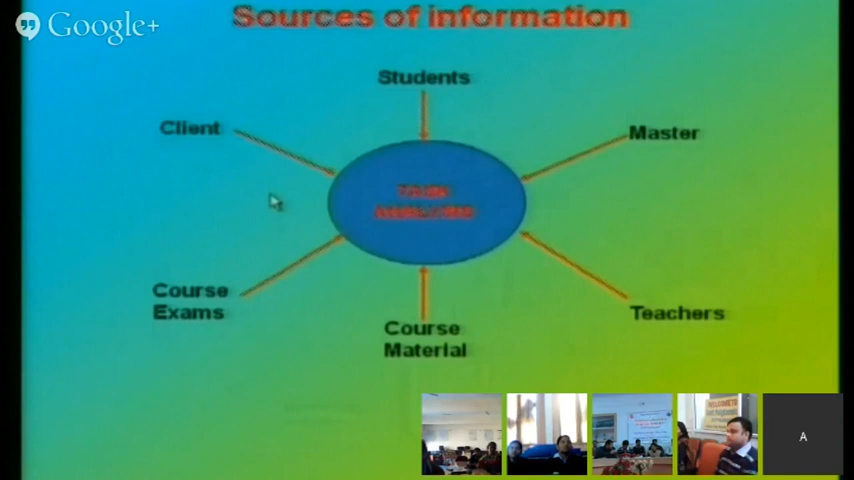 Google+
Sources of information
Students
Client
Master
Course
Exams
Course
Material
Teachers
A